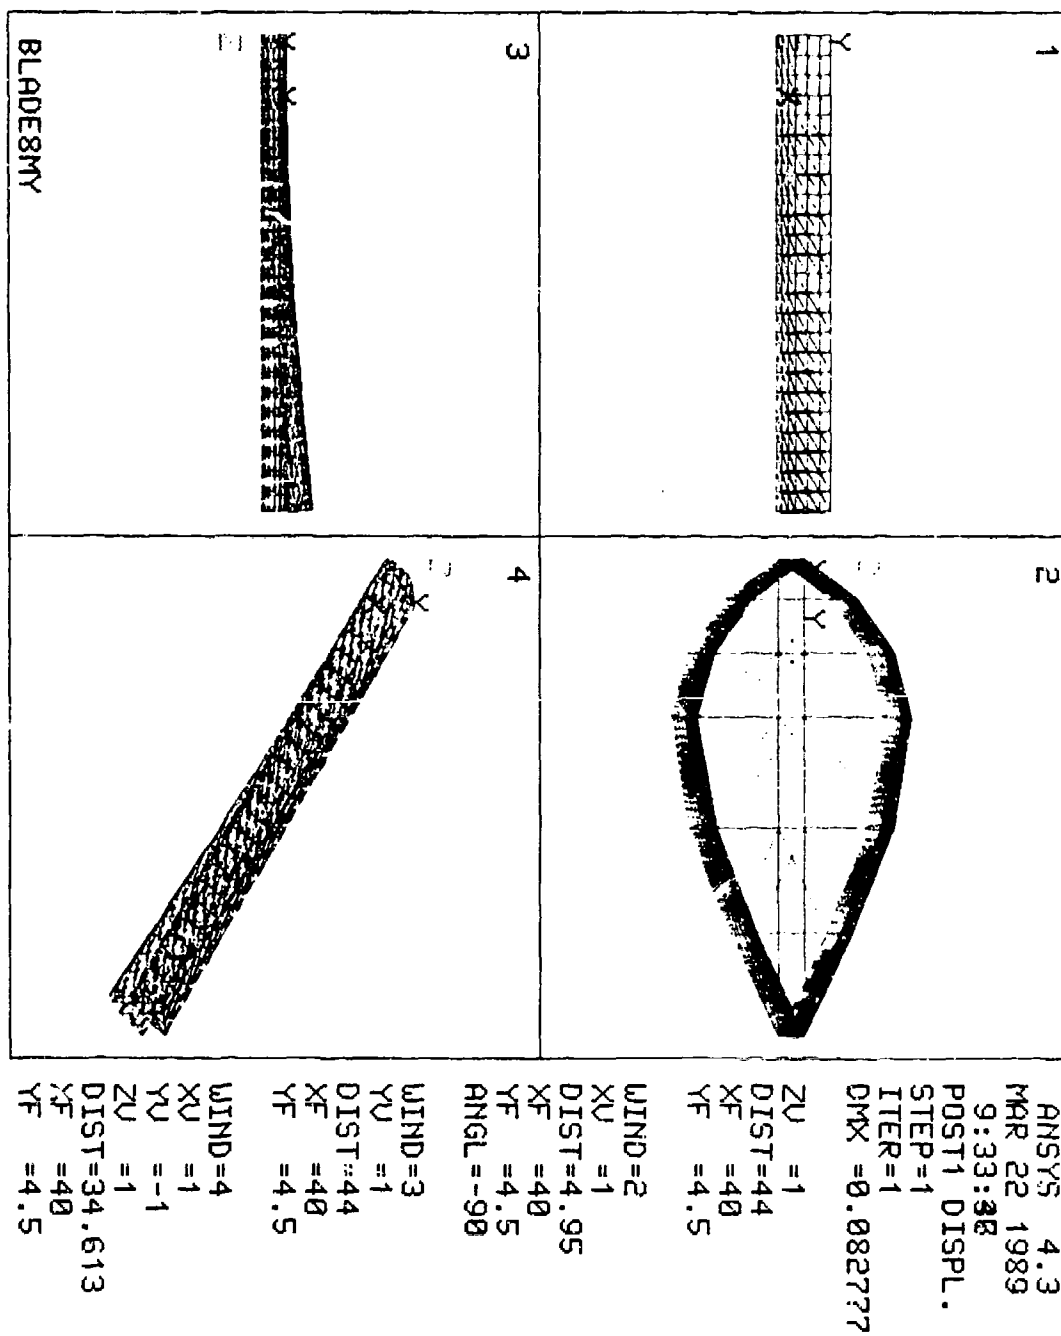 1
2
3
4
Y
X
Y
Y
Y
Y
Y
BLADE8MY
ANSYS 4.3
MAR 22 1989
POST1 DISPL.
STEP=1
ITER=1
DMX =0.082777
ZV =1
DIST=44
XF =40
YF =4.5
WIND=2
XV =1
DIST=4.95
XF =40
YF =4.5
ANGL=-90
WIND=3
YV =1
DIST=44
XF =40
YF =4.5
WIND=4
XV =1
YV =-1
ZV =1
DIST=34.613
XF =40
YF =4.5